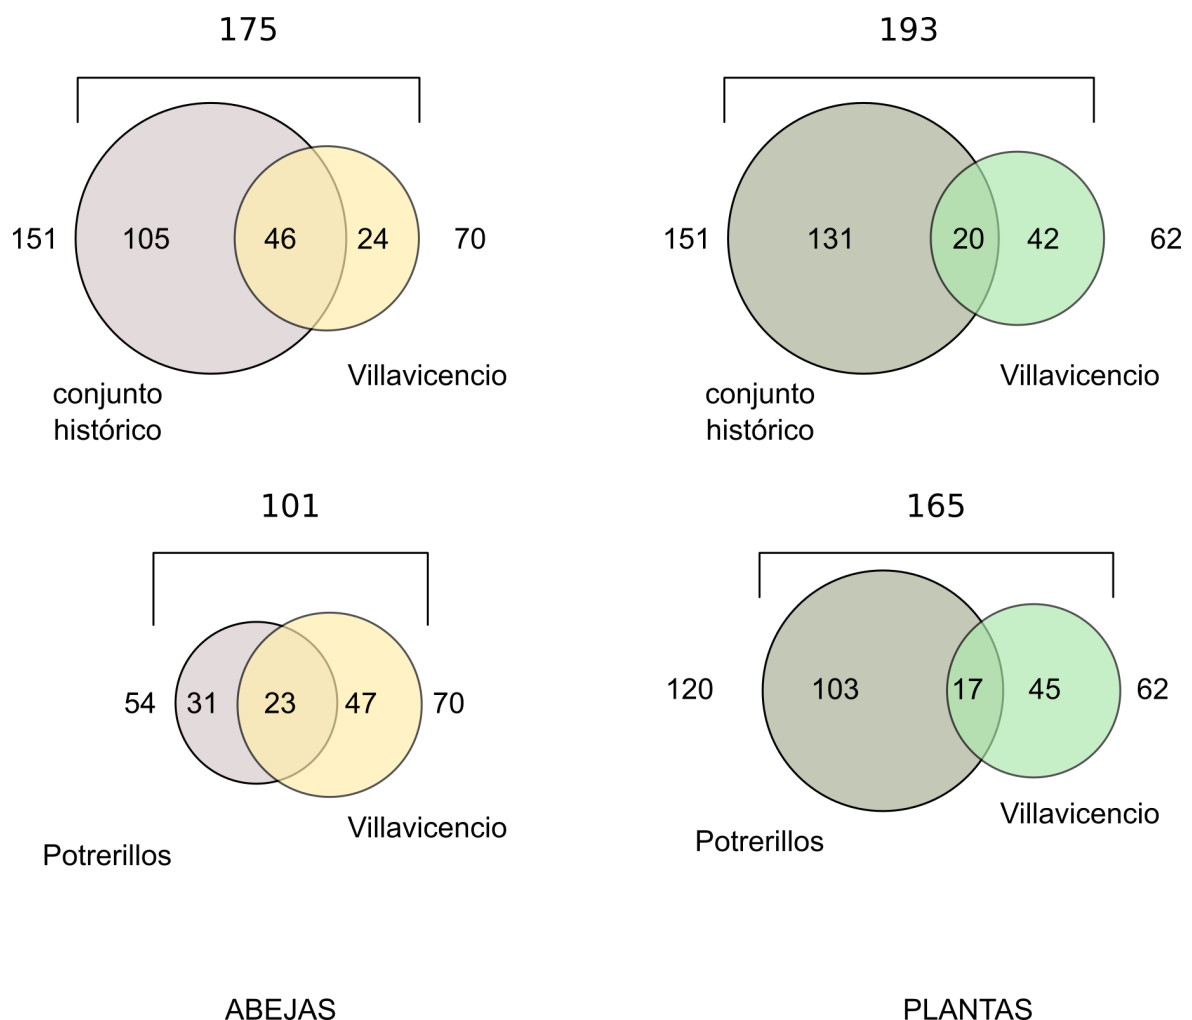 175
193
151 105 46 24 70
151 131 20 42 62
Villavicencio
Villavicencio
conjunto
histórico
conjunto
histórico
101
165
54 31 23 47 70
120 103 17 45 62
Villavicencio
Villavicencio
Potrerillos
Potrerillos
ABEJAS
PLANTAS